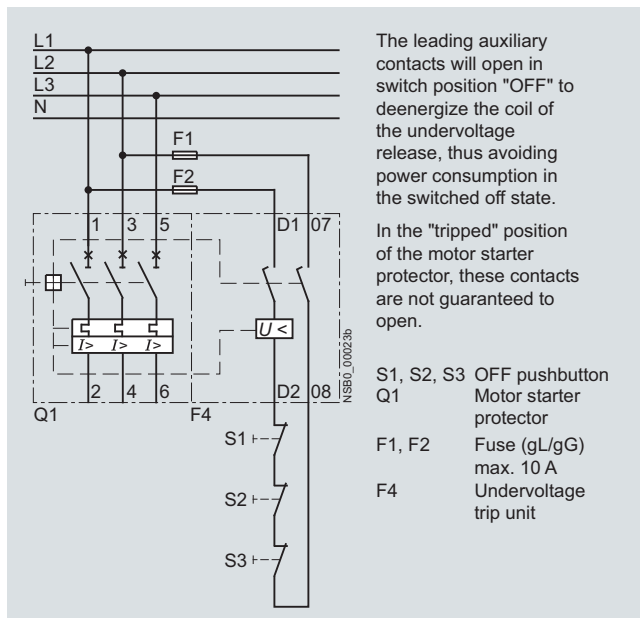 L1
L2
L3
N
F1
F2
1 3 5 D1 07
U <
I> I> I>
2 4 6 D2 08
Q1 F4
S1
S2
S3
NSB0_00023b
The leading auxiliary
contacts will open in
switch position "OFF" to
deenergize the coil of
the undervoltage
release, thus avoiding
power consumption in
the switched off state.
In the "tripped" position
of the motor starter
protector, these contacts
are not guaranteed to
open.
S1, S2, S3 OFF pushbutton
Q1 Motor starter
protector
F1, F2 Fuse (gL/gG)
max. 10 A
F4 Undervoltage
trip unit